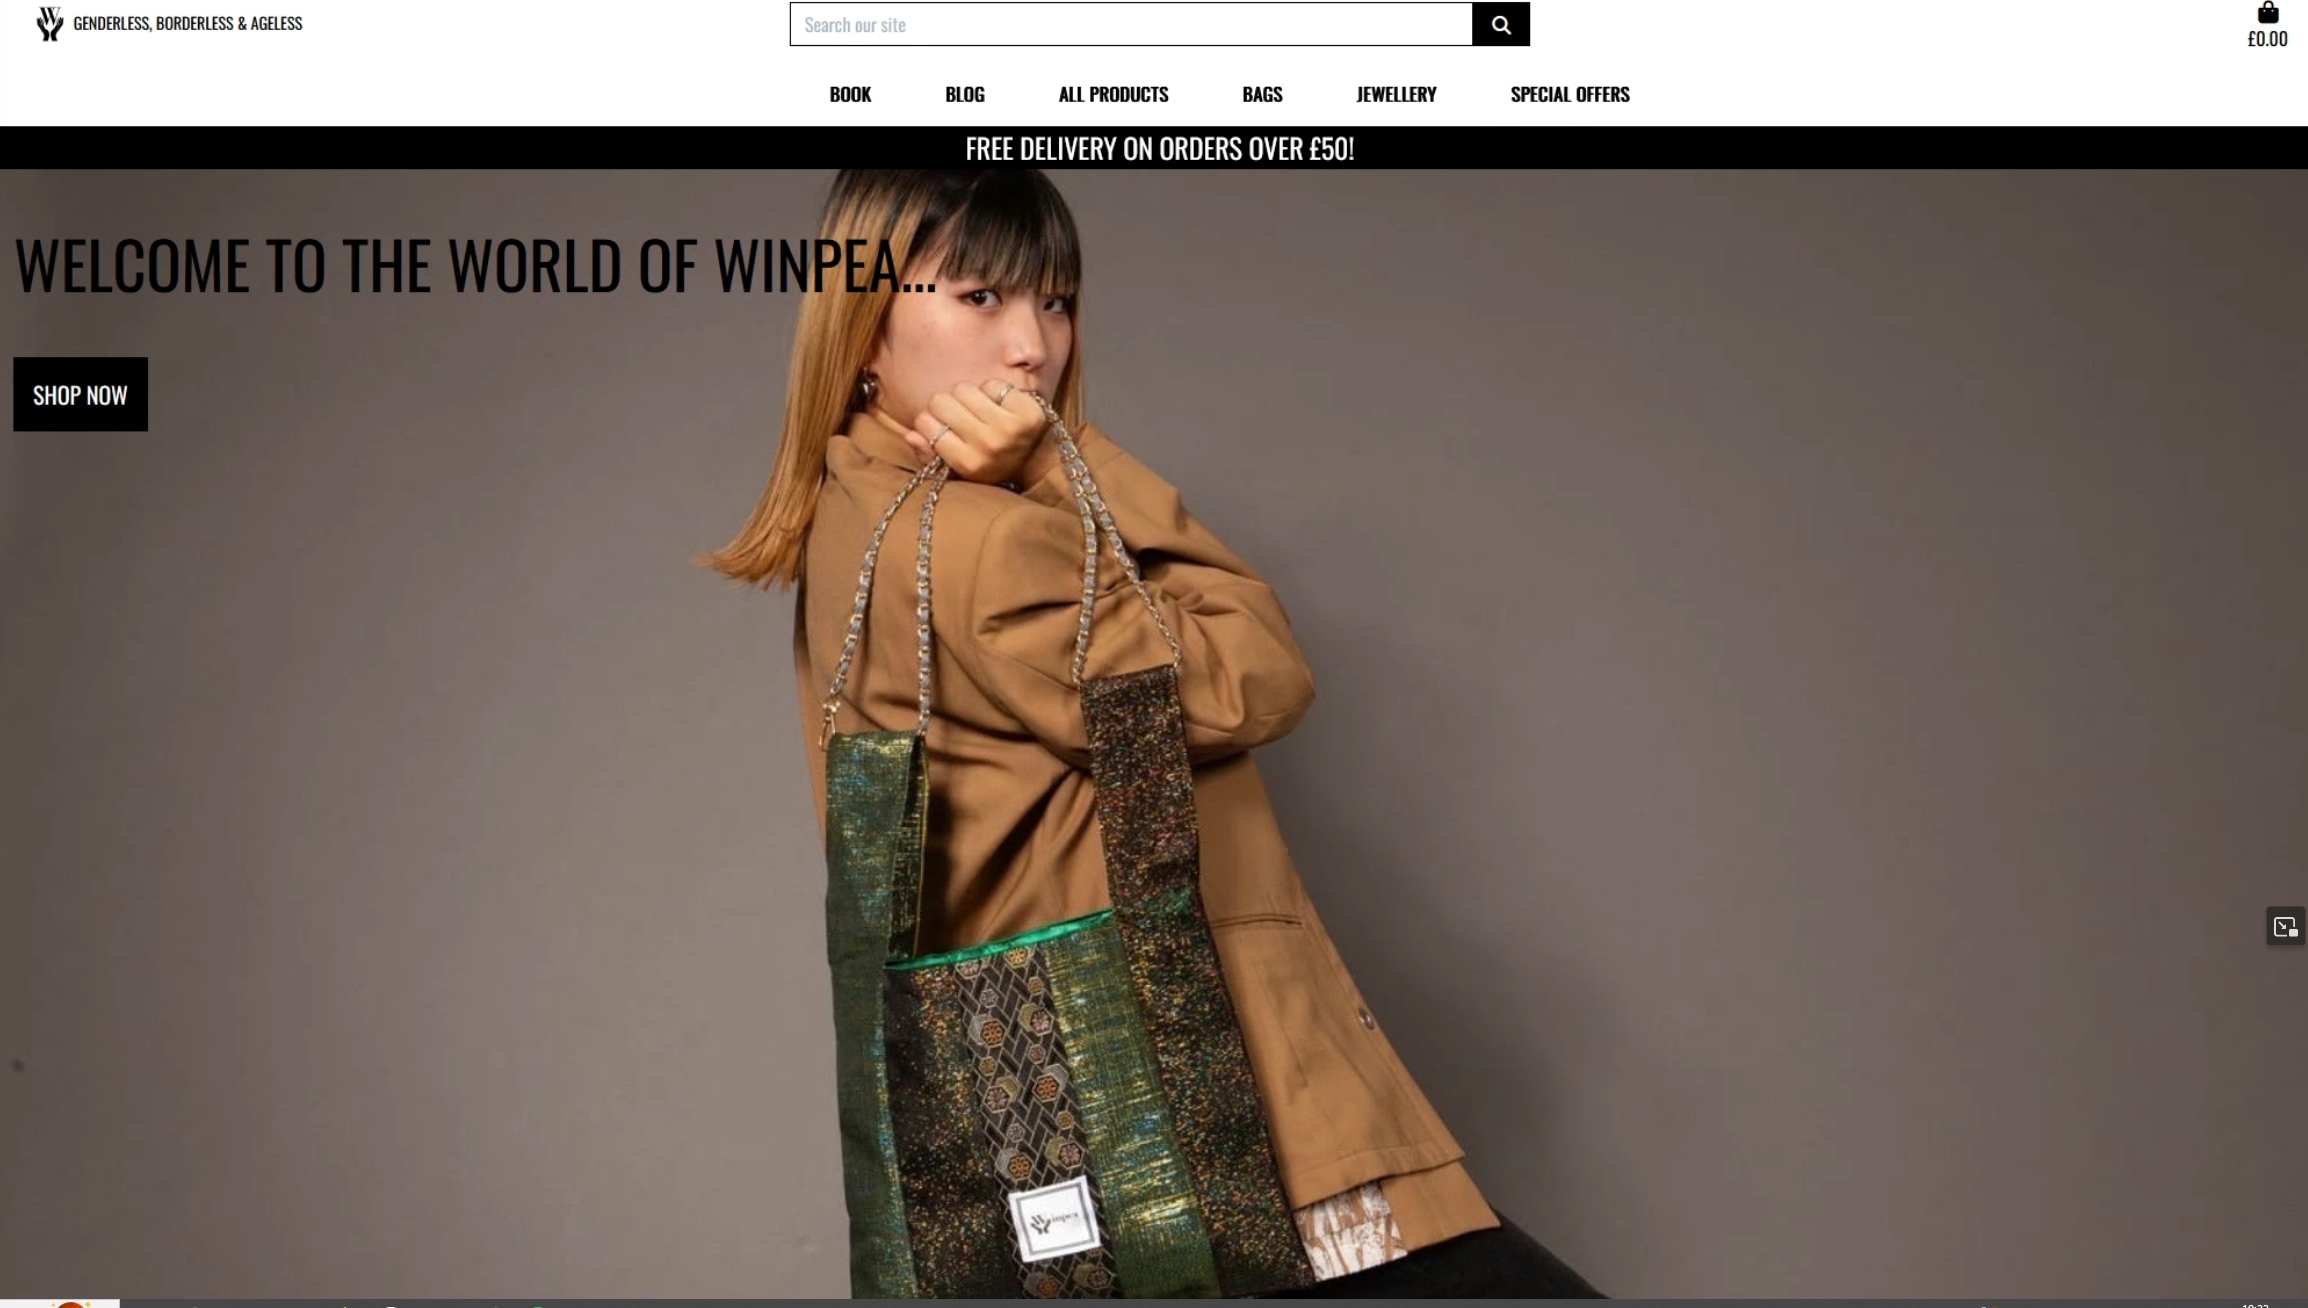 GENDERLESS, BORDERLESS & AGELESS
Search our site
£0.00
BOOK BLOG ALL PRODUCTS BAGS JEWELLERY SPECIAL OFFERS
FREE DELIVERY ON ORDERS OVER £50!
WELCOME TO THE WORLD OF WINPEA...
SHOP NOW
Winpea